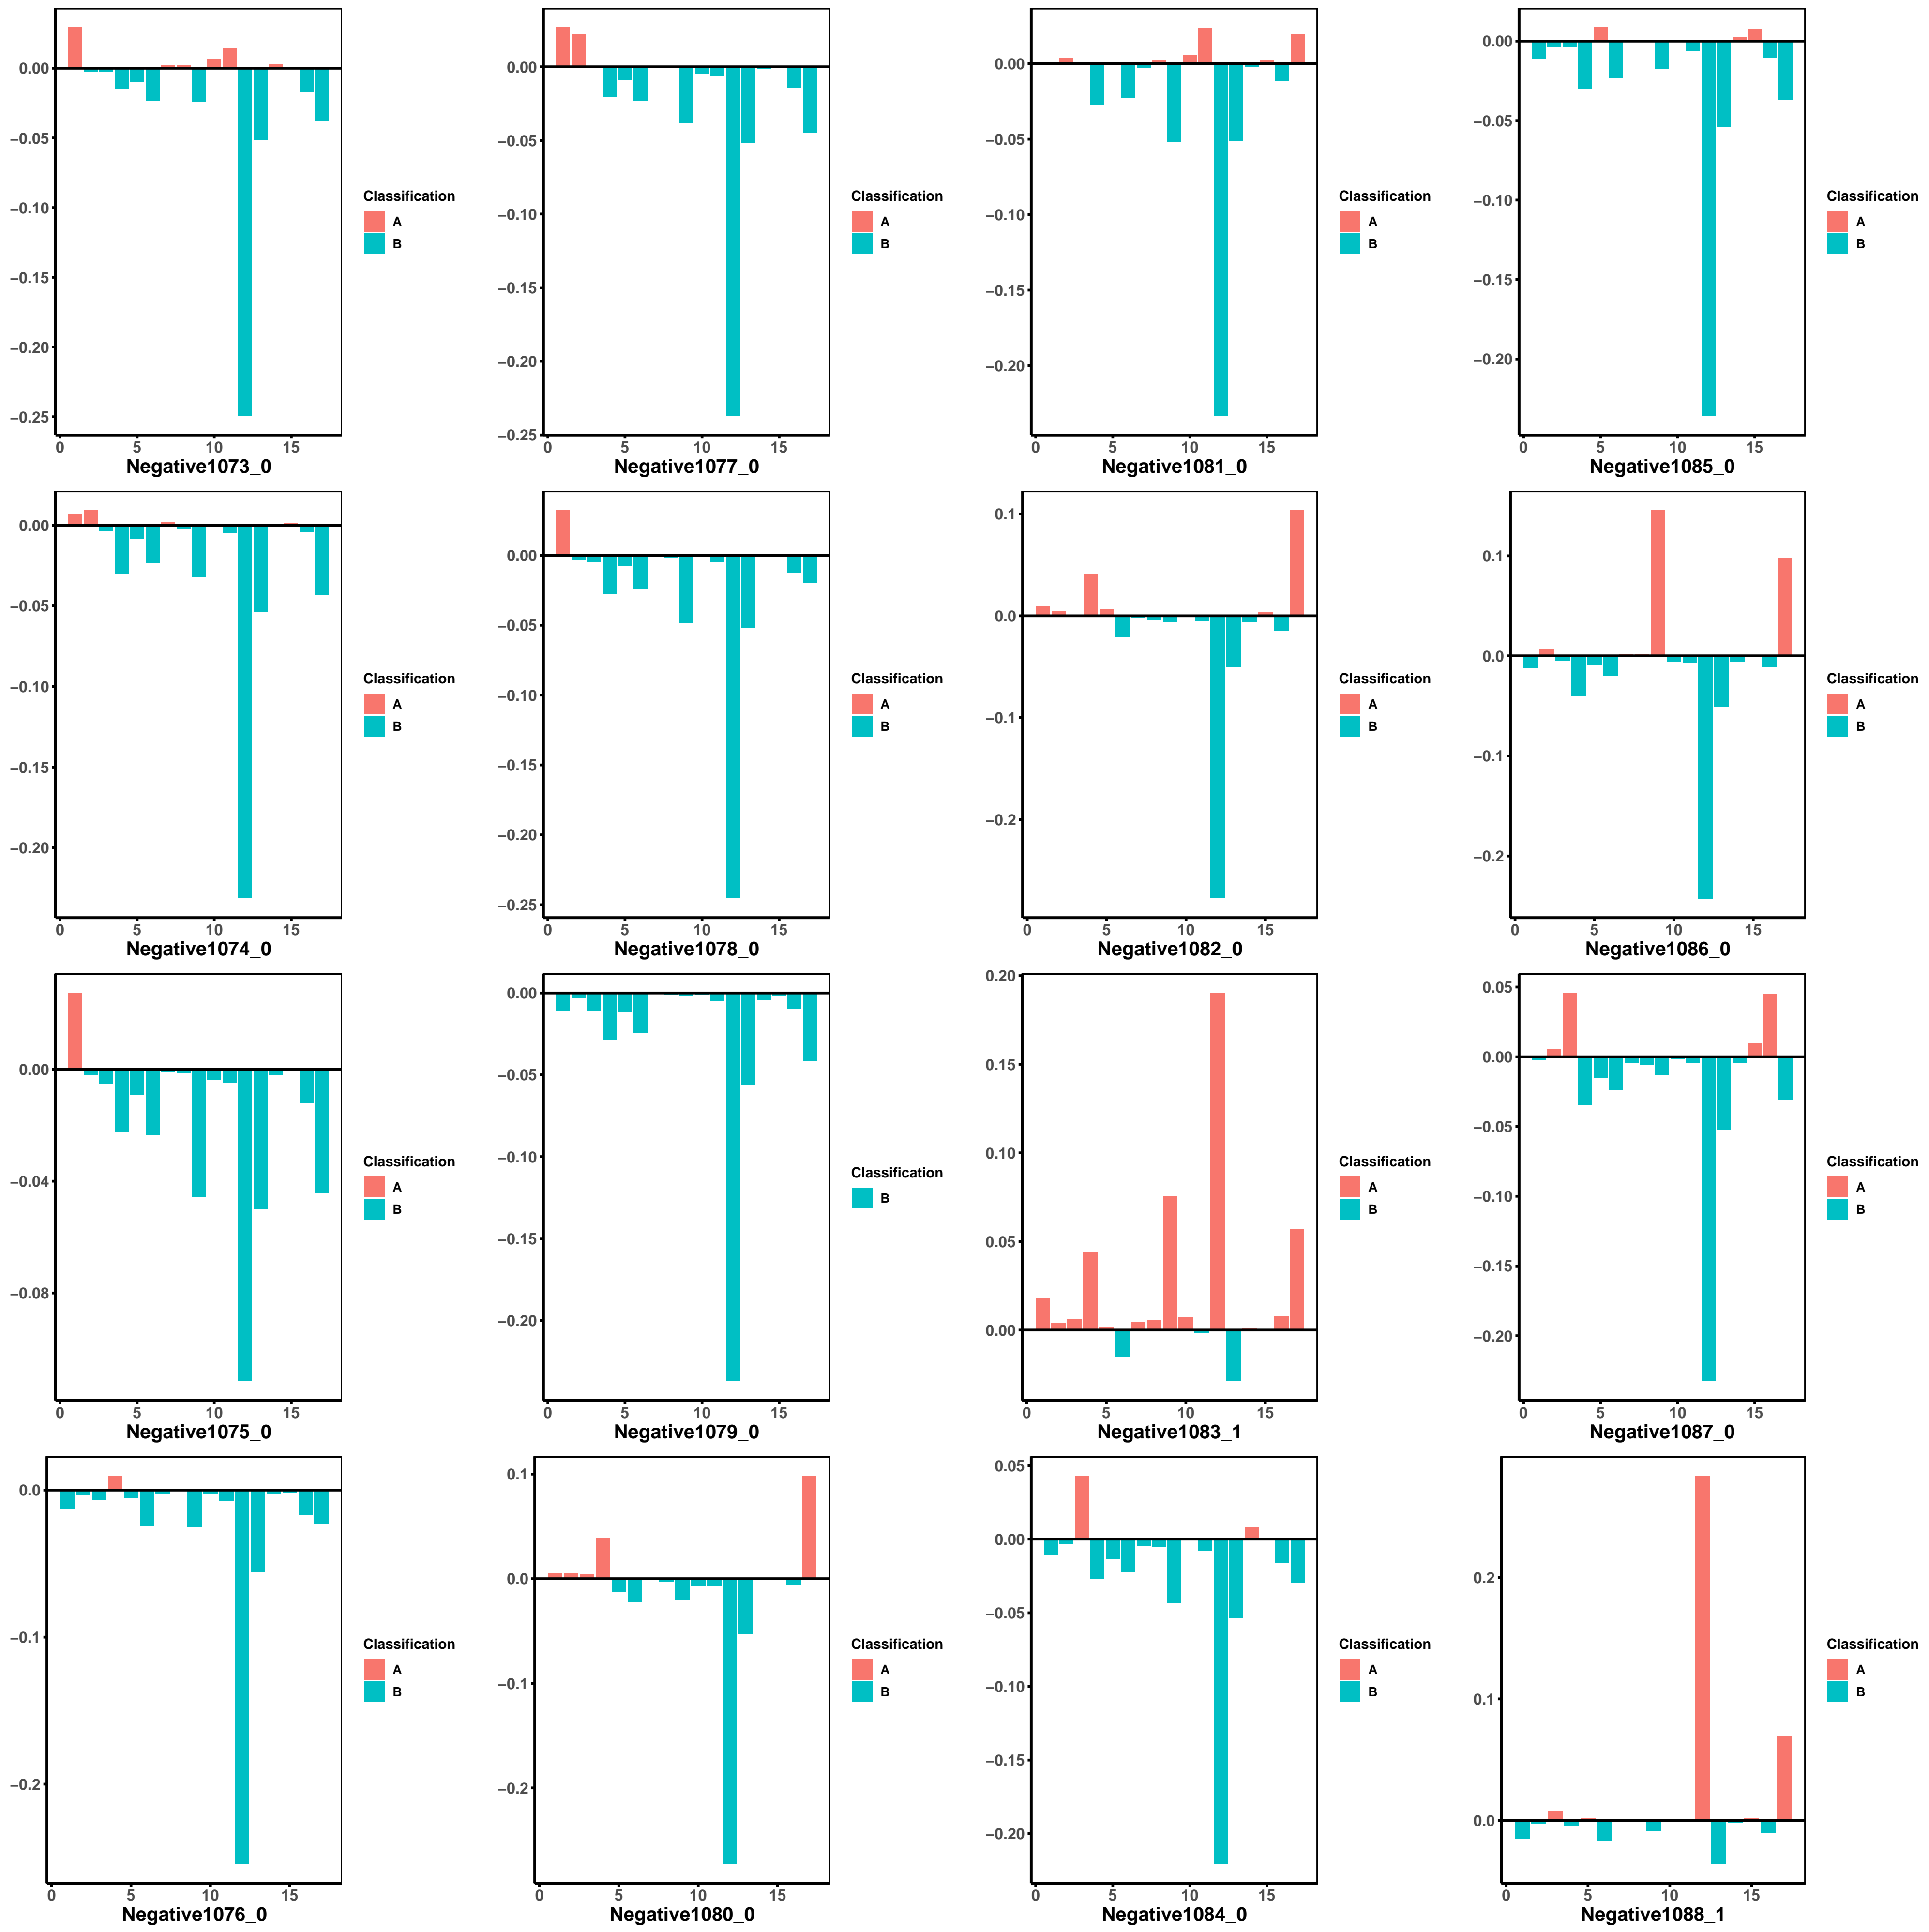 0.00
−0.05
−0.10
−0.15
−0.20
−0.25
0 5 10 15
Negative1073_0
Classification
A
B
0.00
−0.05
−0.10
−0.15
−0.20
−0.25
0 5 10 15
Negative1077_0
Classification
A
B
0.00
−0.05
−0.10
−0.15
−0.20
0 5 10 15
Negative1081_0
Classification
A
B
0.00
−0.05
−0.10
−0.15
−0.20
0 5 10 15
Negative1085_0
Classification
A
B
0.00
−0.05
−0.10
−0.15
−0.20
0 5 10 15
Negative1074_0
Classification
A
B
0.00
−0.05
−0.10
−0.15
−0.20
−0.25
0 5 10 15
Negative1078_0
Classification
A
B
0.1
0.0
−0.1
−0.2
0 5 10 15
Negative1082_0
Classification
A
B
0.1
0.0
−0.1
−0.2
0 5 10 15
Negative1086_0
Classification
A
B
0.00
−0.04
−0.08
0 5 10 15
Negative1075_0
Classification
A
B
0.00
−0.05
−0.10
−0.15
−0.20
0 5 10 15
Negative1079_0
Classification
B
0.20
0.15
0.10
0.05
0.00
0 5 10 15
Negative1083_1
Classification
A
B
0.05
0.00
−0.05
−0.10
−0.15
−0.20
0 5 10 15
Negative1087_0
Classification
A
B
0.0
−0.1
−0.2
0 5 10 15
Negative1076_0
Classification
A
B
0.1
0.0
−0.1
−0.2
0 5 10 15
Negative1080_0
Classification
A
B
0.05
0.00
−0.05
−0.10
−0.15
−0.20
0 5 10 15
Negative1084_0
Classification
A
B
0.2
0.1
0.0
0 5 10 15
Negative1088_1
Classification
A
B